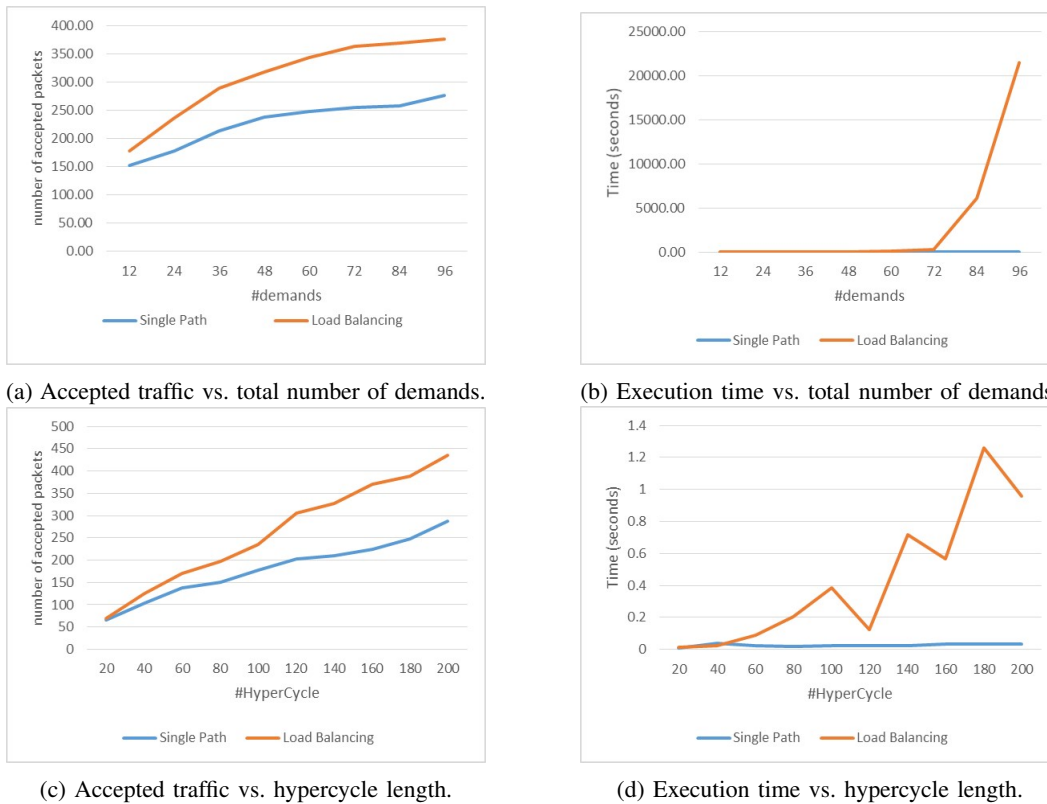 400.00
350.00
300.00
250.00
200.00
150.00
100.00
50.00
0.00
number of accepted packets
12 24 36 48 60 72 84 96
#demands
Single Path Load Balancing
(a) Accepted traffic vs. total number of demands.
25000.00
20000.00
15000.00
10000.00
5000.00
0.00
Time (seconds)
12 24 36 48 60 72 84 96
#demands
Single Path Load Balancing
(b) Execution time vs. total number of demands
500
450
400
350
300
250
200
150
100
50
0
number of accepted packets
20 40 60 80 100 120 140 160 180 200
#HyperCycle
Single Path Load Balancing
(c) Accepted traffic vs. hypercycle length.
1.4
1.2
1
0.8
0.6
0.4
0.2
0
Time (seconds)
20 40 60 80 100 120 140 160 180 200
#HyperCycle
Single Path Load Balancing
(d) Execution time vs. hypercycle length.